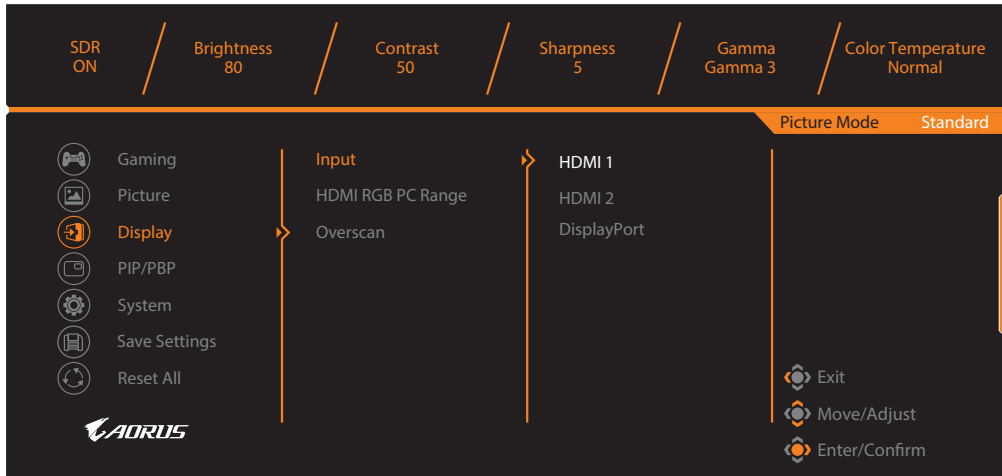 SDR
ON
Brightness
80
Contrast
50
Sharpness
5
Gamma
Gamma 3
Color Temperature
Normal
Picture Mode Standard
Gaming
Picture
Display
PIP/PBP
System
Save Settings
Reset All
Input
HDMI RGB PC Range
Overscan
HDMI 1
HDMI 2
DisplayPort
Exit
Move/Adjust
Enter/Confirm
AORUS